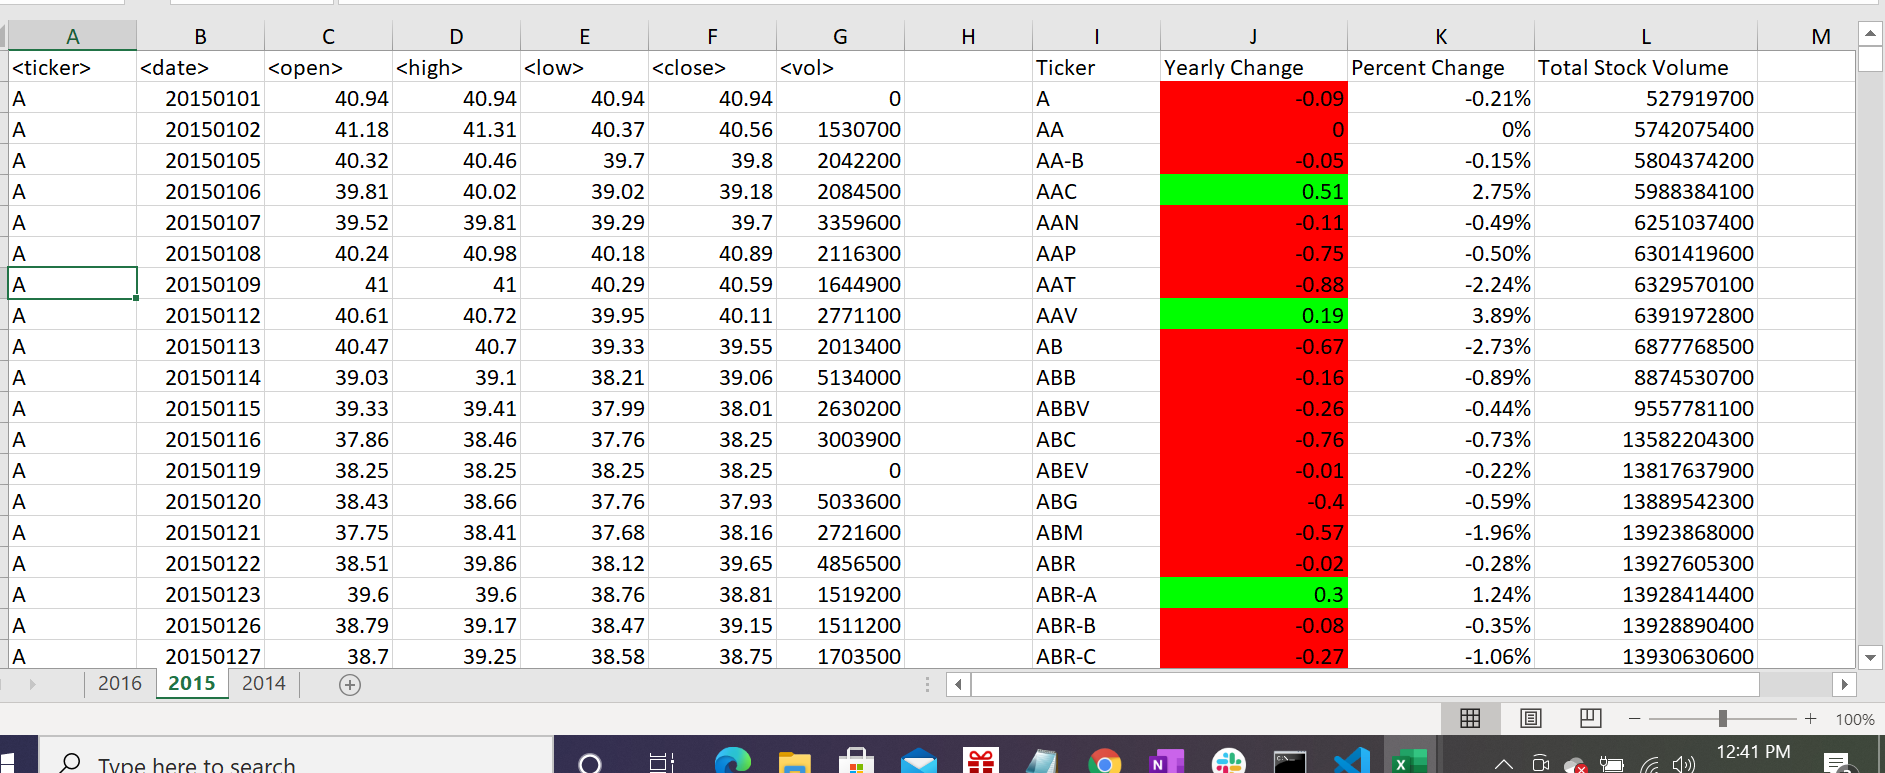 A B C D E F G H I J K L M
<ticker> <date> <open> <high> <low> <close> <vol> Ticker Yearly Change Percent Change Total Stock Volume
A 20150101 40.94 40.94 40.94 40.94 0 A -0.09 -0.21% 527919700
A 20150102 41.18 41.31 40.37 40.56 1530700 AA 0 0% 5742075400
A 20150105 40.32 40.46 39.7 39.8 2042200 AA-B -0.05 -0.15% 5804374200
A 20150106 39.81 40.02 39.02 39.18 2084500 AAC 0.51 2.75% 5988384100
A 20150107 39.52 39.81 39.29 39.7 3359600 AAN -0.11 -0.49% 6251037400
A 20150108 40.24 40.98 40.18 40.89 2116300 AAP -0.75 -0.50% 6301419600
A 20150109 41 41 40.29 40.59 1644900 AAT -0.88 -2.24% 6329570100
A 20150112 40.61 40.72 39.95 40.11 2771100 AAV 0.19 3.89% 6391972800
A 20150113 40.47 40.7 39.33 39.55 2013400 AB -0.67 -2.73% 6877768500
A 20150114 39.03 39.1 38.21 39.06 5134000 ABB -0.16 -0.89% 8874530700
A 20150115 39.33 39.41 37.99 38.01 2630200 ABBV -0.26 -0.44% 9557781100
A 20150116 37.86 38.46 37.76 38.25 3003900 ABC -0.76 -0.73% 13582204300
A 20150119 38.25 38.25 38.25 38.25 0 ABEV -0.01 -0.22% 13817637900
A 20150120 38.43 38.66 37.76 37.93 5033600 ABG -0.4 -0.59% 13889542300
A 20150121 37.75 38.41 37.68 38.16 2721600 ABM -0.57 -1.96% 13923868000
A 20150122 38.51 39.86 38.12 39.65 4856500 ABR -0.02 -0.28% 13927605300
A 20150123 39.6 39.6 38.76 38.81 1519200 ABR-A 0.3 1.24% 13928414400
A 20150126 38.79 39.17 38.47 39.15 1511200 ABR-B -0.08 -0.35% 13928890400
A 20150127 38.7 39.25 38.58 38.75 1703500 ABR-C -0.27 -1.06% 13930630600
2016 2015 2014
100%
Type here to search
12:41 PM